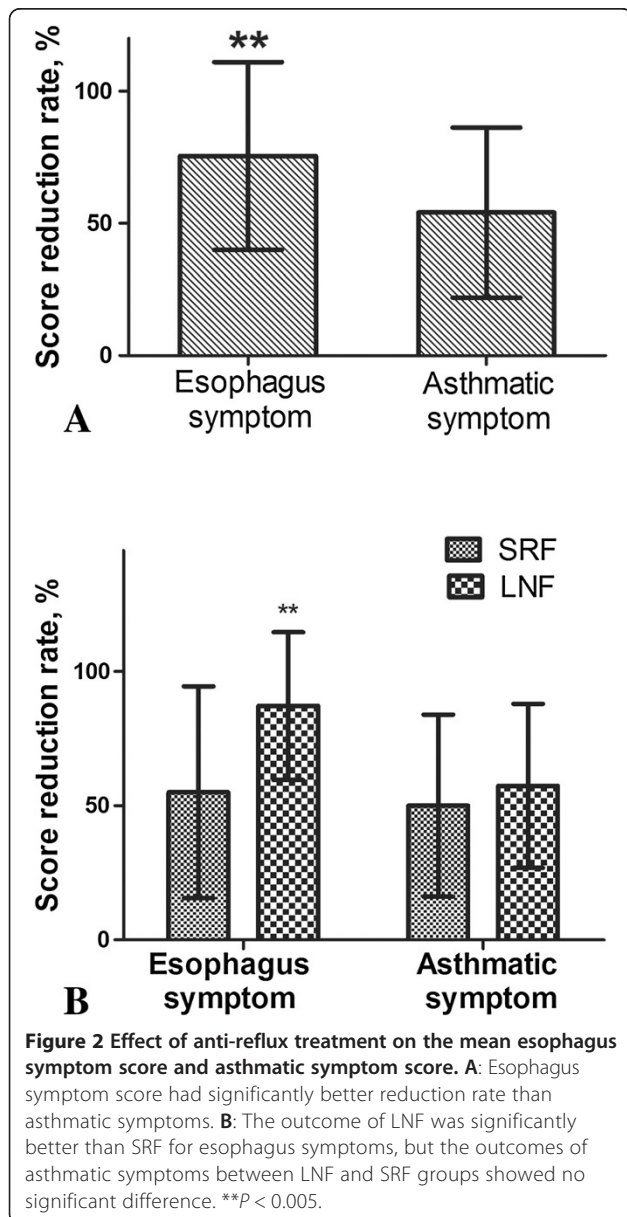 **
Score reduction rate, %
100
50
0
Esophagus symptom
Asthmatic symptom
A
SRF
LNF
**
Score reduction rate, %
100
50
0
Esophagus symptom
Asthmatic symptom
B
Figure 2 Effect of anti-reflux treatment on the mean esophagus
symptom score and asthmatic symptom score. A: Esophagus
symptom score had significantly better reduction rate than
asthmatic symptoms. B: The outcome of LNF was significantly
better than SRF for esophagus symptoms, but the outcomes of
asthmatic symptoms between LNF and SRF groups showed no
significant difference. **P < 0.005.